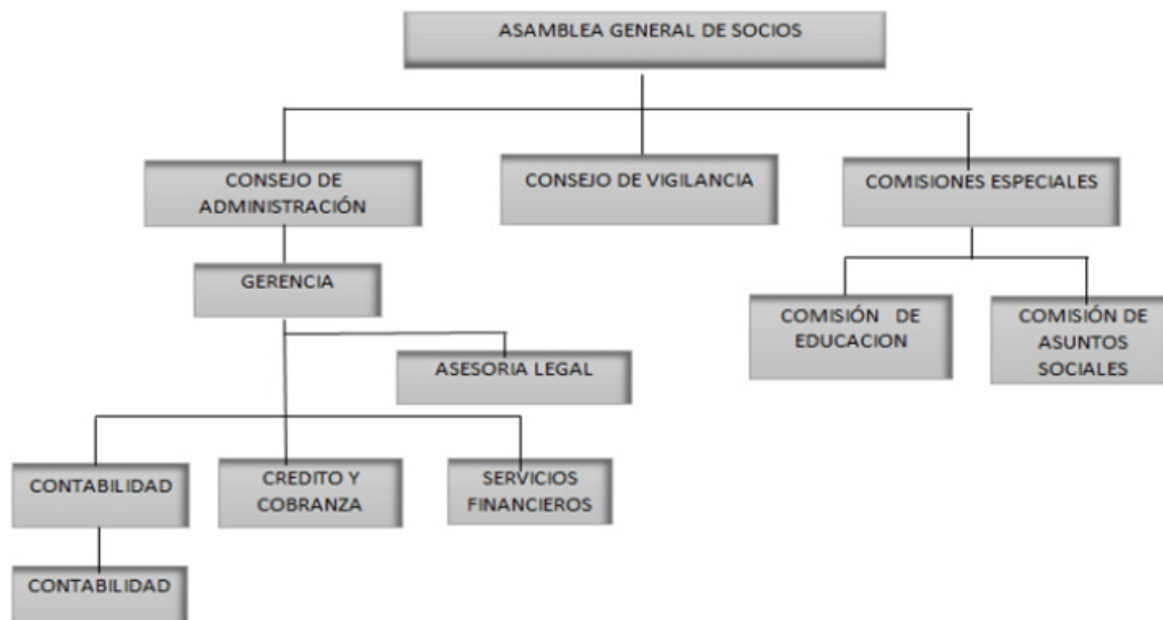 ASAMBLEA GENERAL DE SOCIOS
CONSEJO DE
ADMINISTRACIÓN
CONSEJO DE VIGILANCIA
COMISIONES ESPECIALES
GERENCIA
COMISIÓN DE
EDUCACION
COMISIÓN DE
ASUNTOS
SOCIALES
ASESORIA LEGAL
CONTABILIDAD
CREDITO Y
COBRANZA
SERVICIOS
FINANCIEROS
CONTABILIDAD